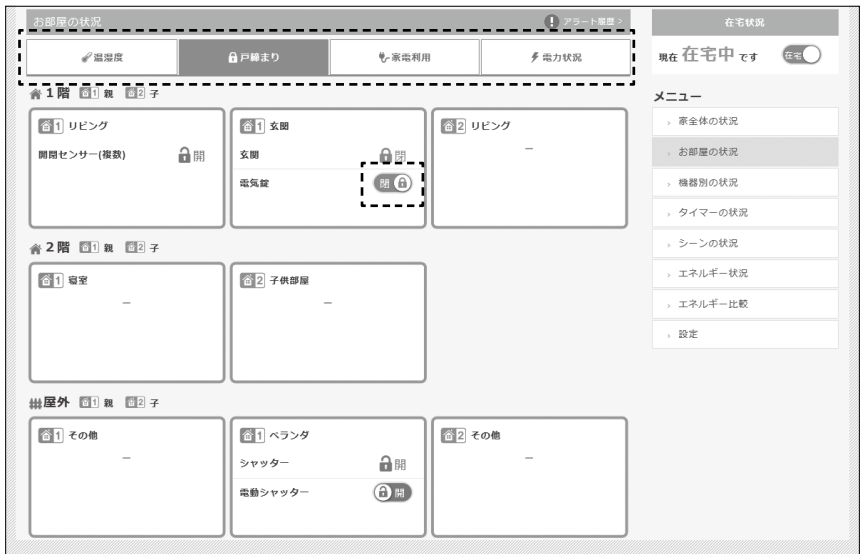 お部屋の状況
アラート履歴 >
温湿度
戸締まり
家電利用
電力状況
1階 1 親 2 子
1 リビング
開閉センサー(複数) 開
1 玄関
玄関 閉
電気錠 閉
2 リビング
－
2階 1 親 2 子
1 寝室
－
2 子供部屋
－
屋外 1 親 2 子
1 その他
－
1 ベランダ
シャッター 開
電動シャッター 開
2 その他
－
在宅状況
現在 在宅中 です 在宅
メニュー
› 家全体の状況
› お部屋の状況
› 機器別の状況
› タイマーの状況
› シーンの状況
› エネルギー状況
› エネルギー比較
› 設定